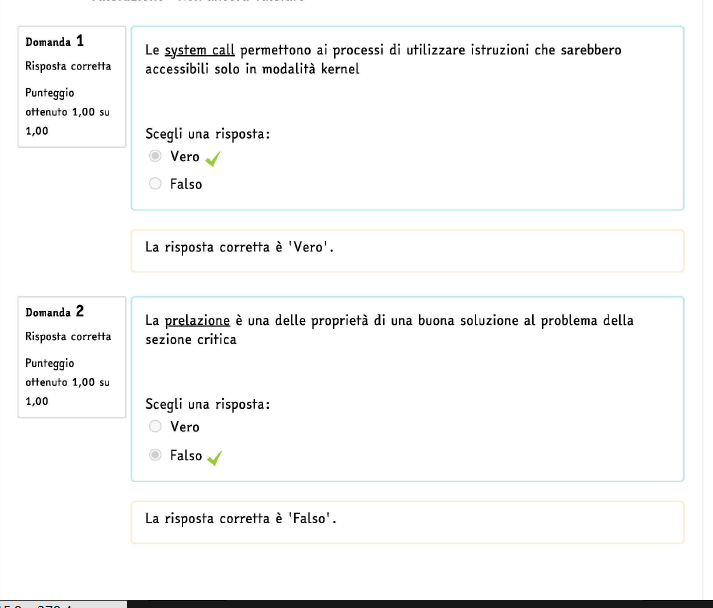 Domanda 1
Risposta corretta
Punteggio
ottenuto 1,00 su
1,00
Le system call permettono ai processi di utilizzare istruzioni che sarebbero
accessibili solo in modalità kernel
Scegli una risposta:
Vero
Falso
La risposta corretta è 'Vero'.
Domanda 2
Risposta corretta
Punteggio
ottenuto 1,00 su
1,00
La prelazione è una delle proprietà di una buona soluzione al problema della
sezione critica
Scegli una risposta:
Vero
Falso
La risposta corretta è 'Falso'.